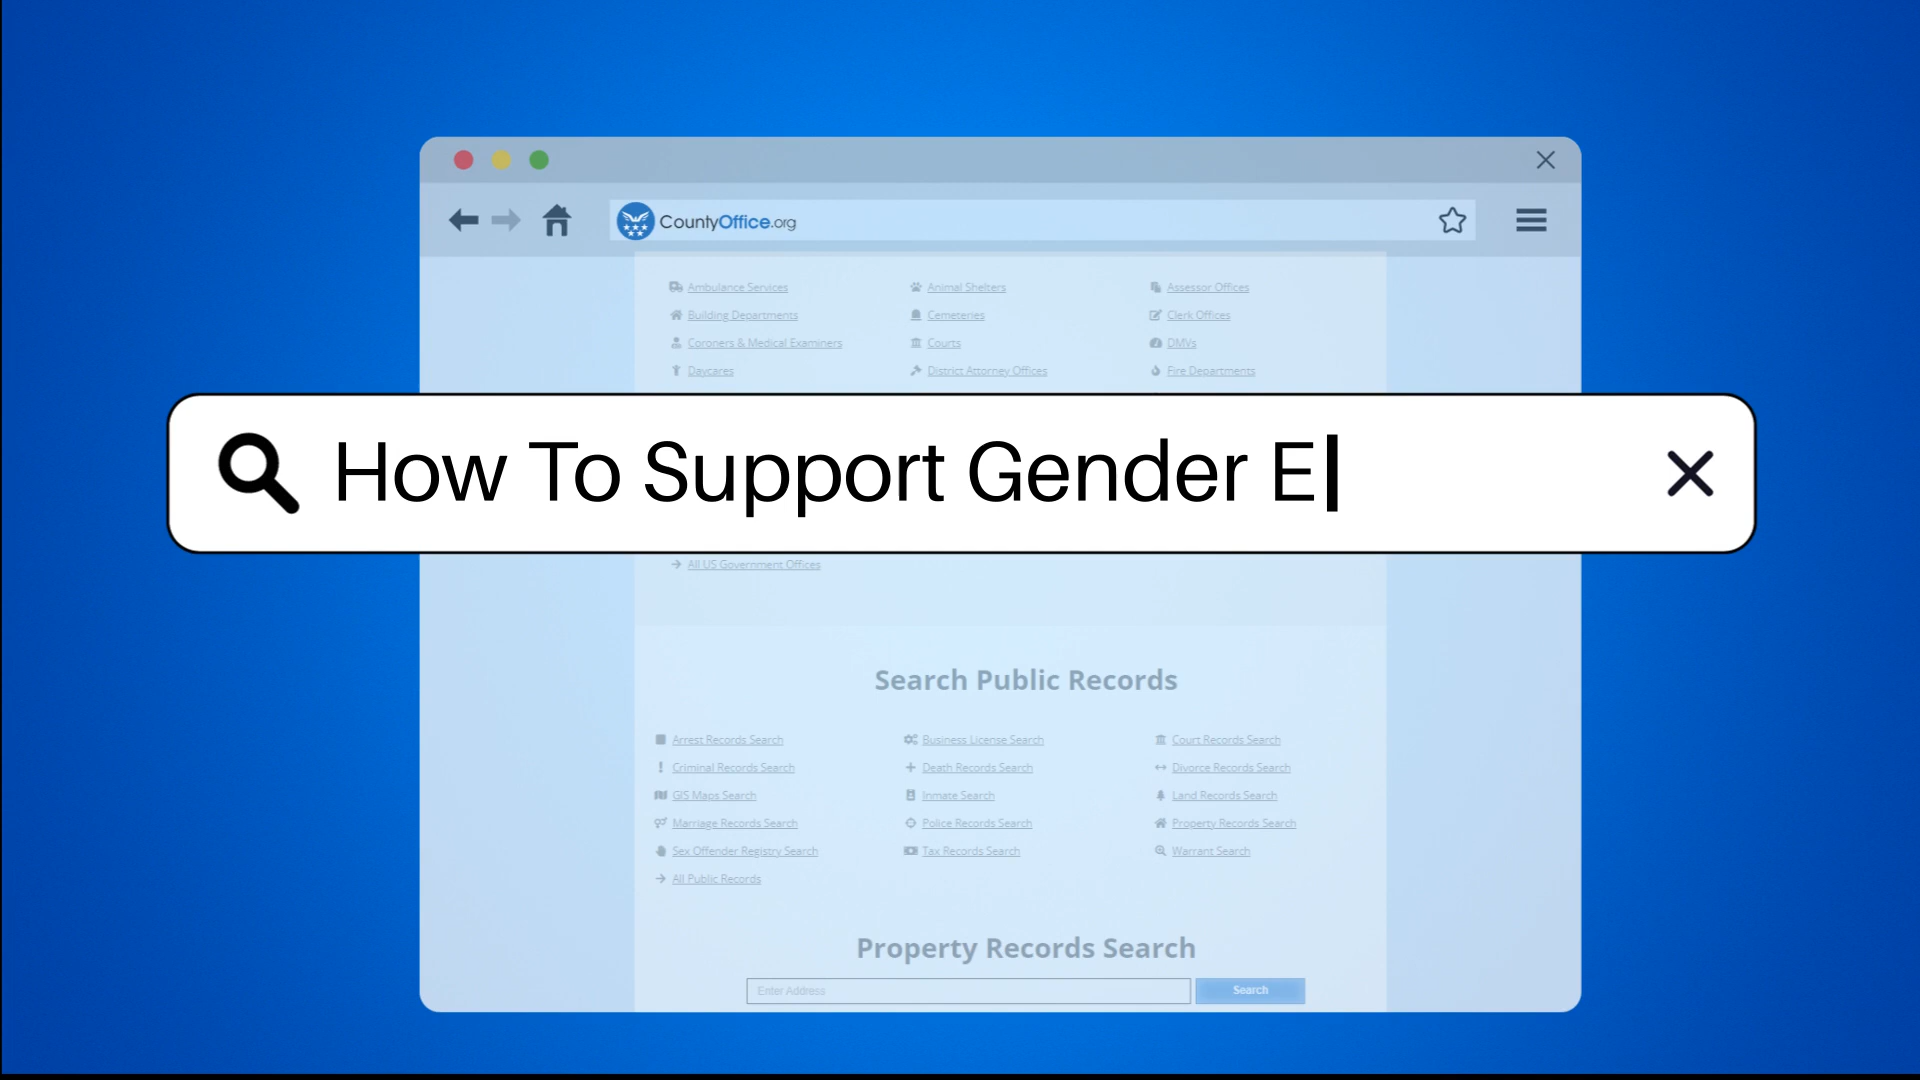 CountyOffice.org
Ambulance Services Animal Shelters Assessor Offices
Building Departments Cemeteries Clerk Offices
Coroners & Medical Examiners Courts DMVs
Daycares District Attorney Offices Fire Departments
How To Support Gender E
All US Government Offices
Search Public Records
Arrest Records Search Business License Search Court Records Search
Criminal Records Search Death Records Search Divorce Records Search
GIS Maps Search Inmate Search Land Records Search
Marriage Records Search Police Records Search Property Records Search
Sex Offender Registry Search Tax Records Search Warrant Search
All Public Records
Property Records Search
Enter Address Search